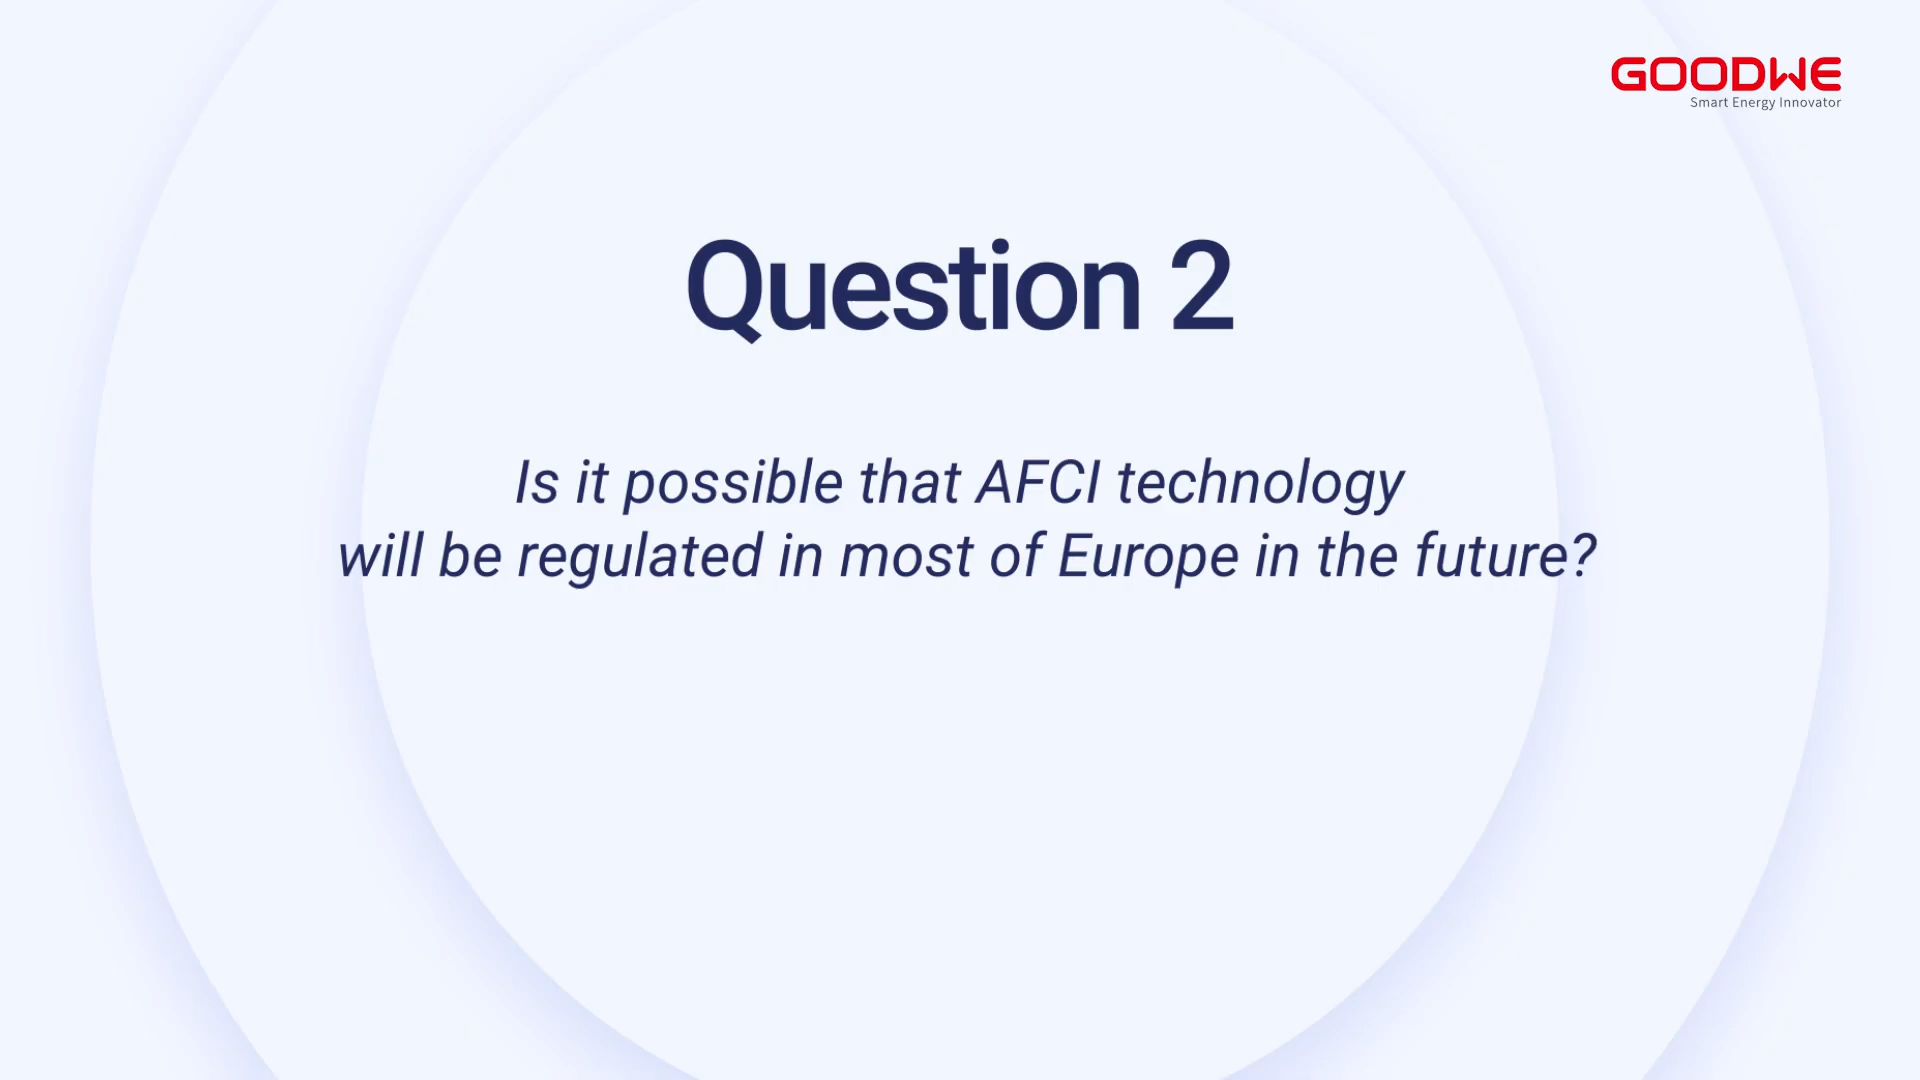 GOODWE
Smart Energy Innovator
Question 2
Is it possible that AFCI technology
will be regulated in most of Europe in the future?